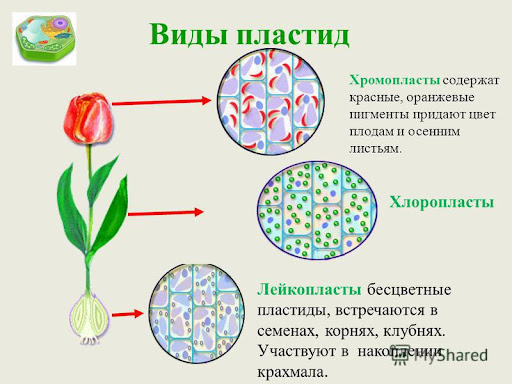 Виды пластид
Хромопласты содержат
красные, оранжевые
пигменты придают цвет
плодам и осенним
листьям.
Хлоропласты
Лейкопласты бесцветные
пластиды, встречаются в
семенах, корнях, клубнях.
Участвуют в накоплении
крахмала.
MyShared